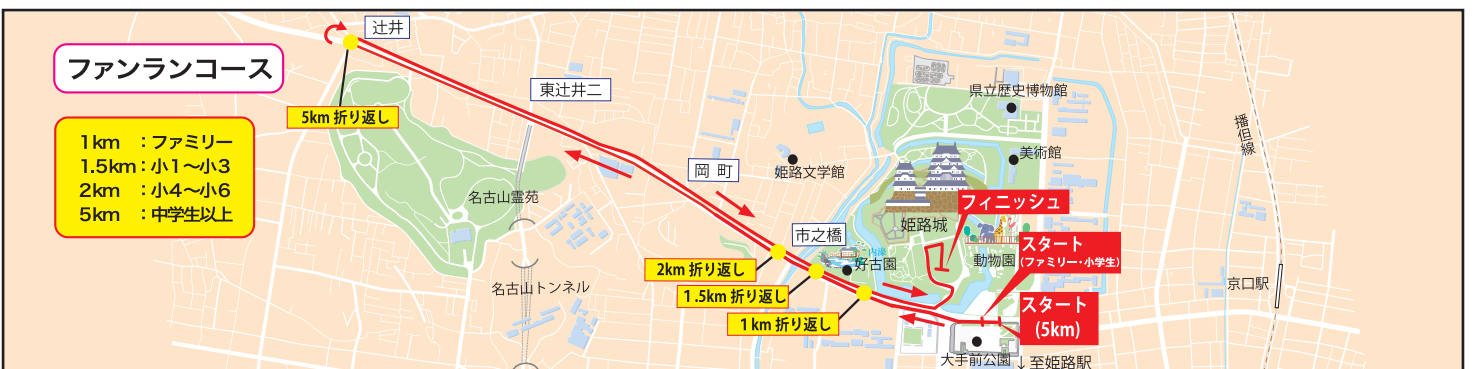 ファンランコース
1km ：ファミリー
1.5km：小1～小3
2km ：小4～小6
5km ：中学生以上
辻井
5km 折り返し
東辻井二
岡 町
名古山霊苑
名古山トンネル
姫路文学館
市之橋
2km 折り返し
1.5km 折り返し
1km 折り返し
内濠
好古園
県立歴史博物館
美術館
姫路城
フィニッシュ
動物園
スタート
(ファミリー・小学生)
スタート
(5km)
大手前公園
↓ 至姫路駅
播但線
京口駅